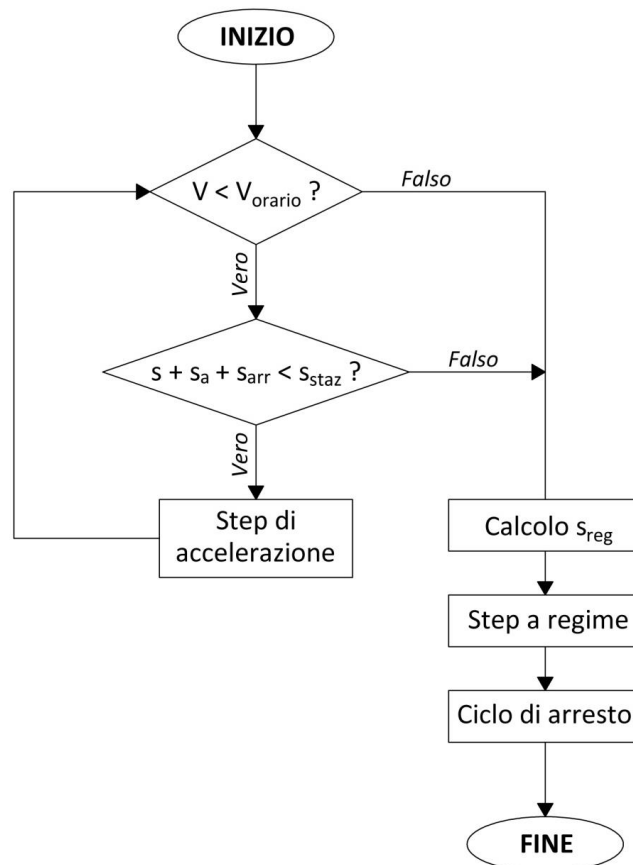 INIZIO
V < V_orario ?
Falso
Vero
s + s_a + s_arr < s_staz ?
Falso
Vero
Step di
accelerazione
Calcolo s_reg
Step a regime
Ciclo di arresto
FINE